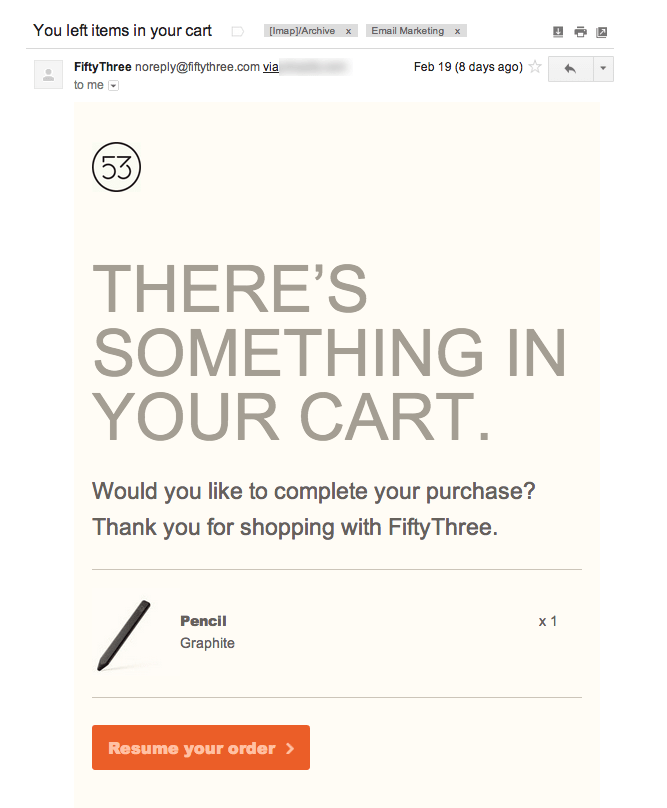 You left items in your cart [Imap]/Archive x Email Marketing x
FiftyThree noreply@fiftythree.com via Feb 19 (8 days ago)
to me
53
THERE’S
SOMETHING IN
YOUR CART.
Would you like to complete your purchase?
Thank you for shopping with FiftyThree.
Pencil x 1
Graphite
Resume your order